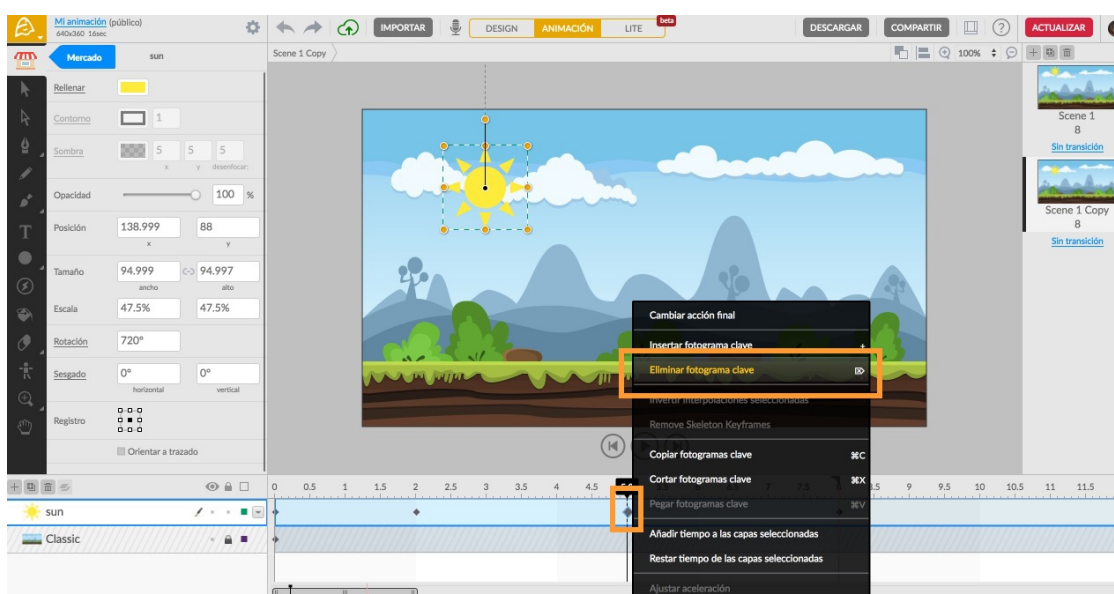 Mi animación (público)
640x360 16sec
IMPORTAR
DESIGN ANIMACIÓN LITE
beta
DESCARGAR COMPARTIR ? ACTUALIZAR
Mercado sun
Scene 1 Copy
100%
Rellenar
Contorno 1
Sombra 5 5 5
x y desenfocar:
Opacidad 100 %
Posición 138.999 88
x y
Tamaño 94.999 94.997
ancho alto
Escala 47.5% 47.5%
Rotación 720°
Sesgado 0° 0°
horizontal vertical
Registro
Orientar a trazado
Scene 1
8
Sin transición
Scene 1 Copy
8
Sin transición
Cambiar acción final
Insertar fotograma clave +
Eliminar fotograma clave
Invertir interpolaciones seleccionadas
Remove Skeleton Keyframes
Copiar fotogramas clave ⌘C
Cortar fotogramas clave ⌘X
Pegar fotogramas clave ⌘V
Añadir tiempo a las capas seleccionadas
Restar tiempo de las capas seleccionadas
Ajustar aceleración
0 0.5 1 1.5 2 2.5 3 3.5 4 4.5 9 9.5 10 10.5 11 11.5
sun
Classic